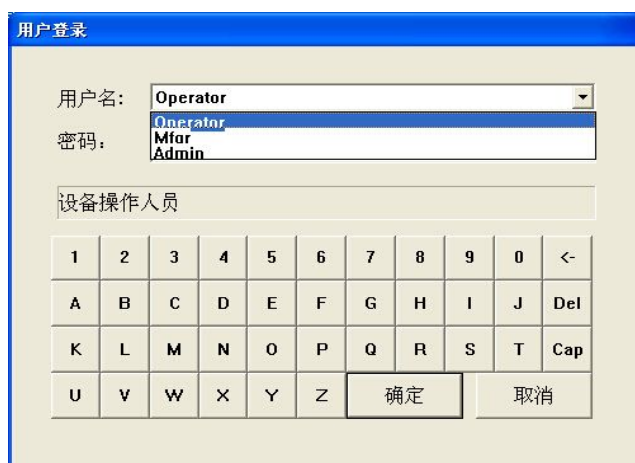 用户登录
用户名: Operator
Operator
密码: Mfgr
Admin
设备操作人员
1 2 3 4 5 6 7 8 9 0 <-
A B C D E F G H I J Del
K L M N O P Q R S T Cap
U V W X Y Z 确定 取消